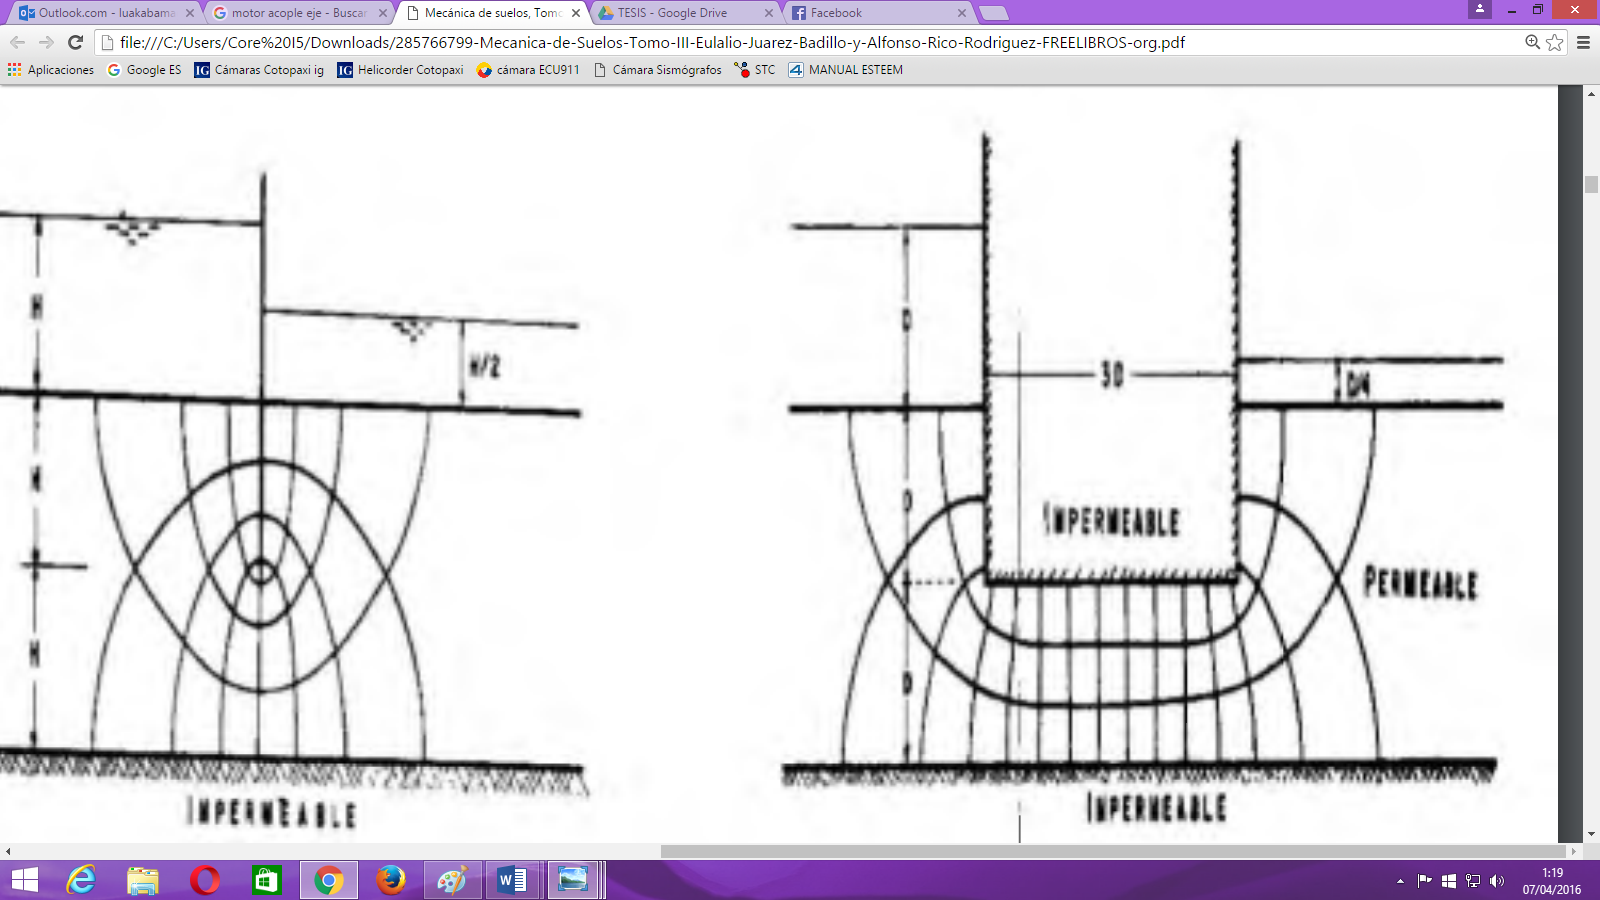 Outlook.com - luakabama
motor acople eje - Buscar
Mecánica de suelos, Tomo
TESIS - Google Drive
Facebook
file:///C:/Users/Core%20I5/Downloads/285766799-Mecanica-de-Suelos-Tomo-III-Eulalio-Juarez-Badillo-y-Alfonso-Rico-Rodriguez-FREELIBROS-org.pdf
Aplicaciones
Google ES
IG Cámaras Cotopaxi ig
IG Helicorder Cotopaxi
cámara ECU911
Cámara Sismógrafos
STC
MANUAL ESTEEM
H
H/2
H
H
IMPERMEABLE
D
3D
D/4
D
IMPERMEABLE
PERMEABLE
D
IMPERMEABLE
1:19
07/04/2016